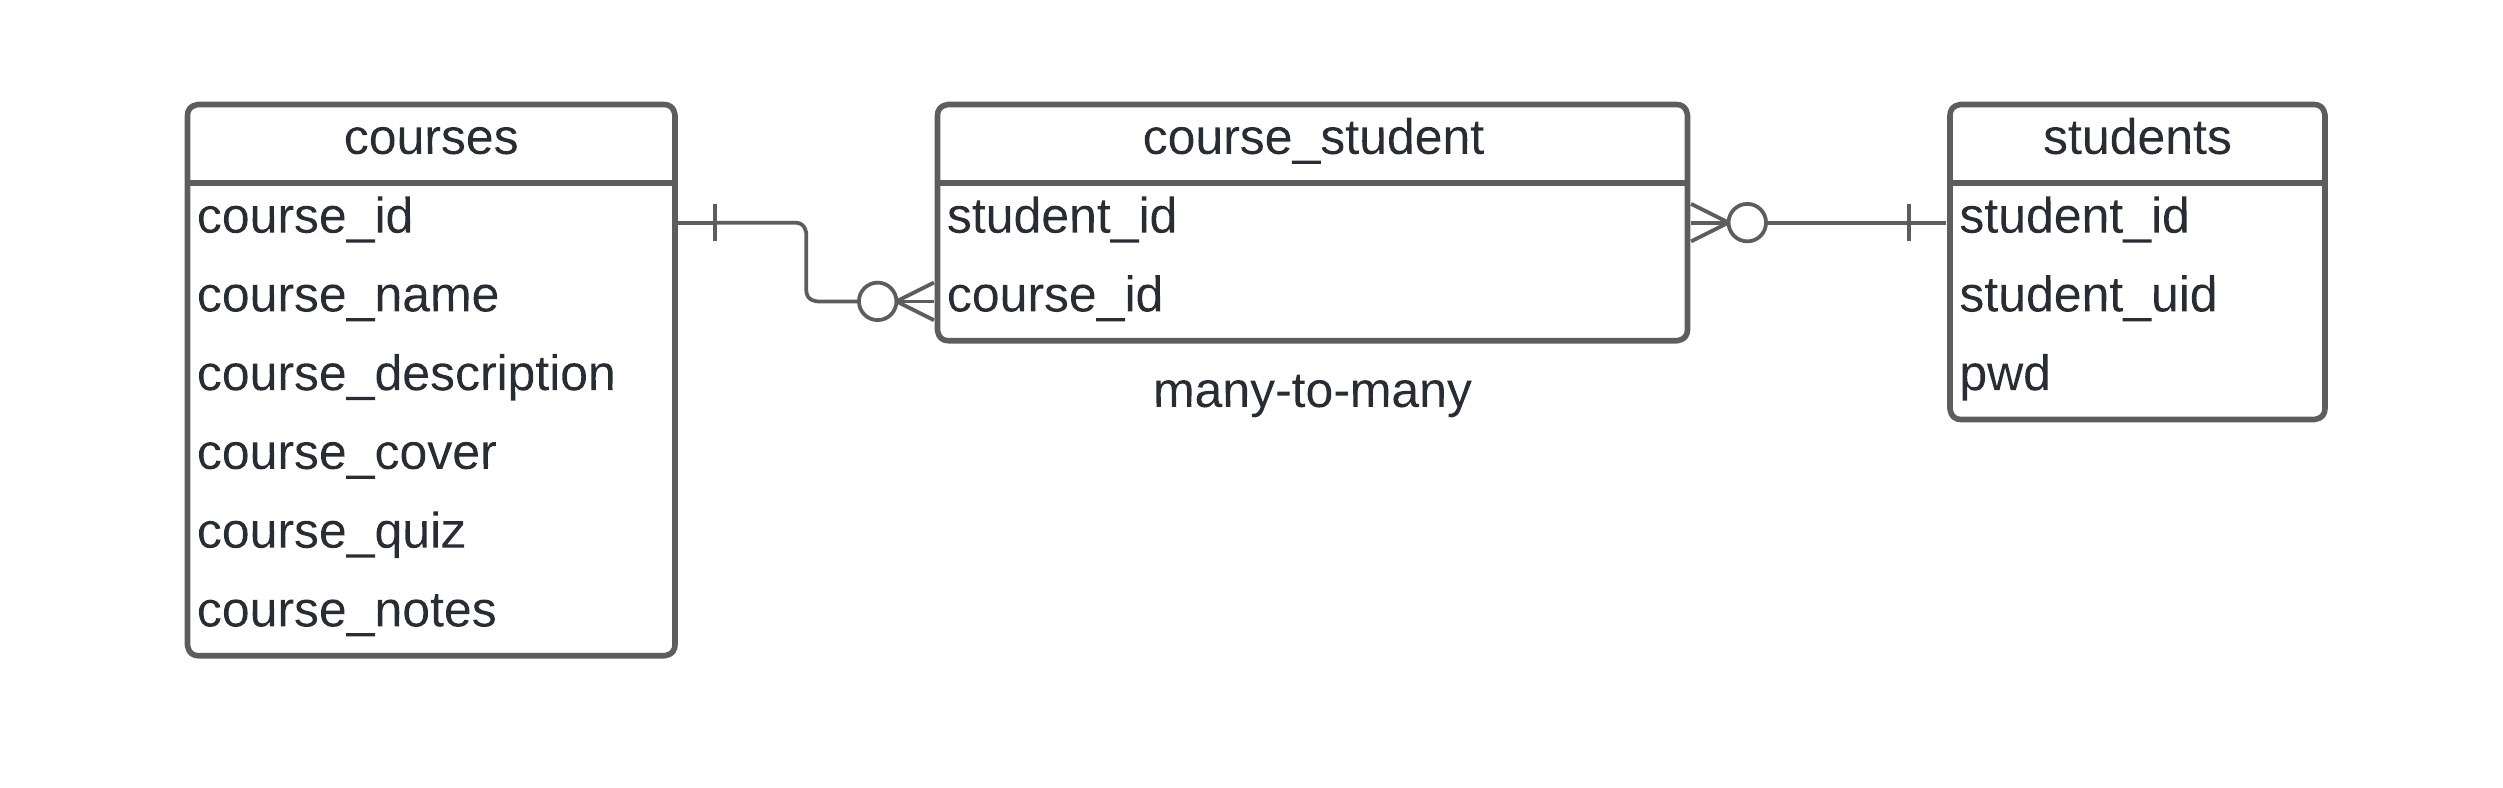 courses
course_id
course_name
course_description
course_cover
course_quiz
course_notes
course_student
student_id
course_id
many-to-many
students
student_id
student_uid
pwd